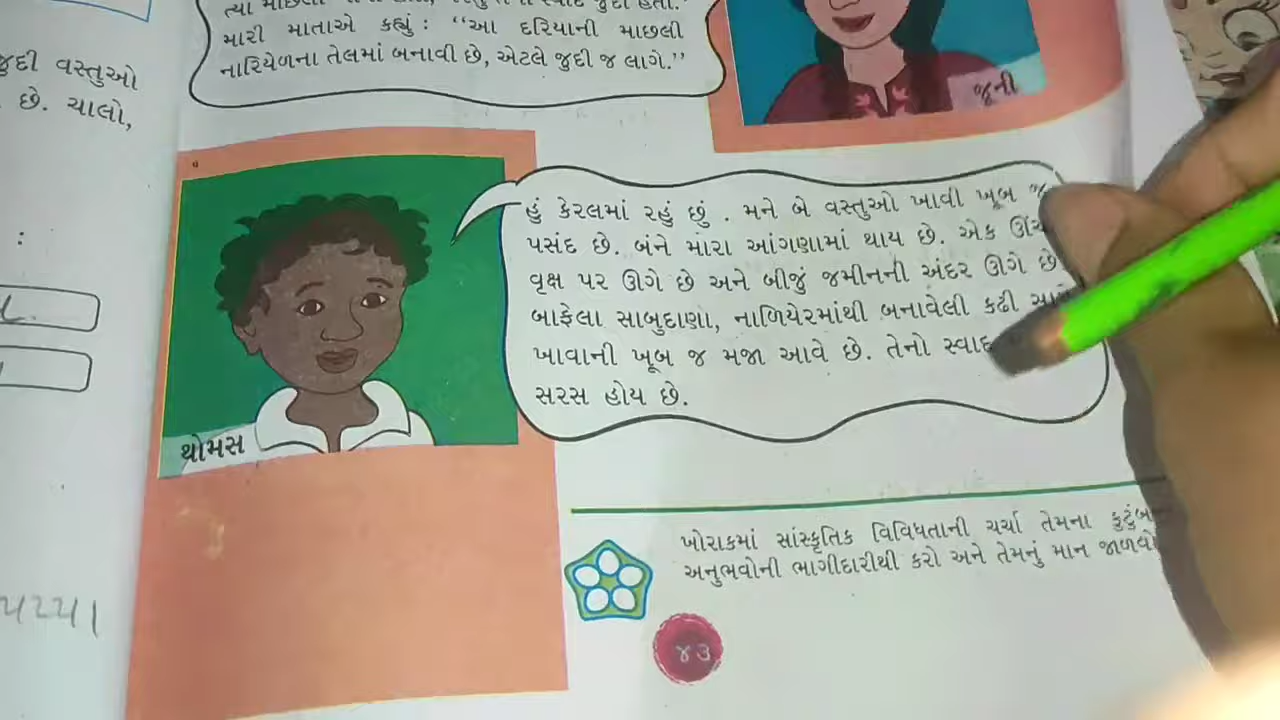 જુદી વસ્તુઓ
છે. ચાલો,
મારી માતાએ કહ્યું : “આ દરિયાની માછલી
નારિયેળના તેલમાં બનાવી છે, એટલે જુદી જ લાગે.”
જૂની
હું કેરલમાં રહું છું . મને બે વસ્તુઓ ખાવી ખૂબ જ
પસંદ છે. બંને મારા આંગણામાં થાય છે. એક
વૃક્ષ પર ઊગે છે અને બીજું જમીનની અંદર ઊગે છે
બાફેલા સાબુદાણા, નાળિયેરમાંથી બનાવેલી કઢી
ખાવાની ખૂબ જ મજા આવે છે. તેનો સ્વાદ
સરસ હોય છે.
થોમસ
ખોરાકમાં સાંસ્કૃતિક વિવિધતાની ચર્ચા તેમના
અનુભવોની ભાગીદારીથી કરો અને તેમનું માન જાળવો
૪૩